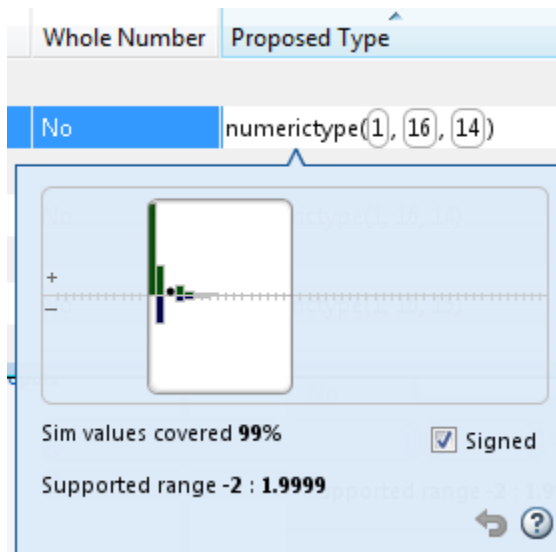 Whole Number Proposed Type
No numerictype(1, 16, 14)
+
−
Sim values covered 99%
Signed
Supported range -2 : 1.9999
?